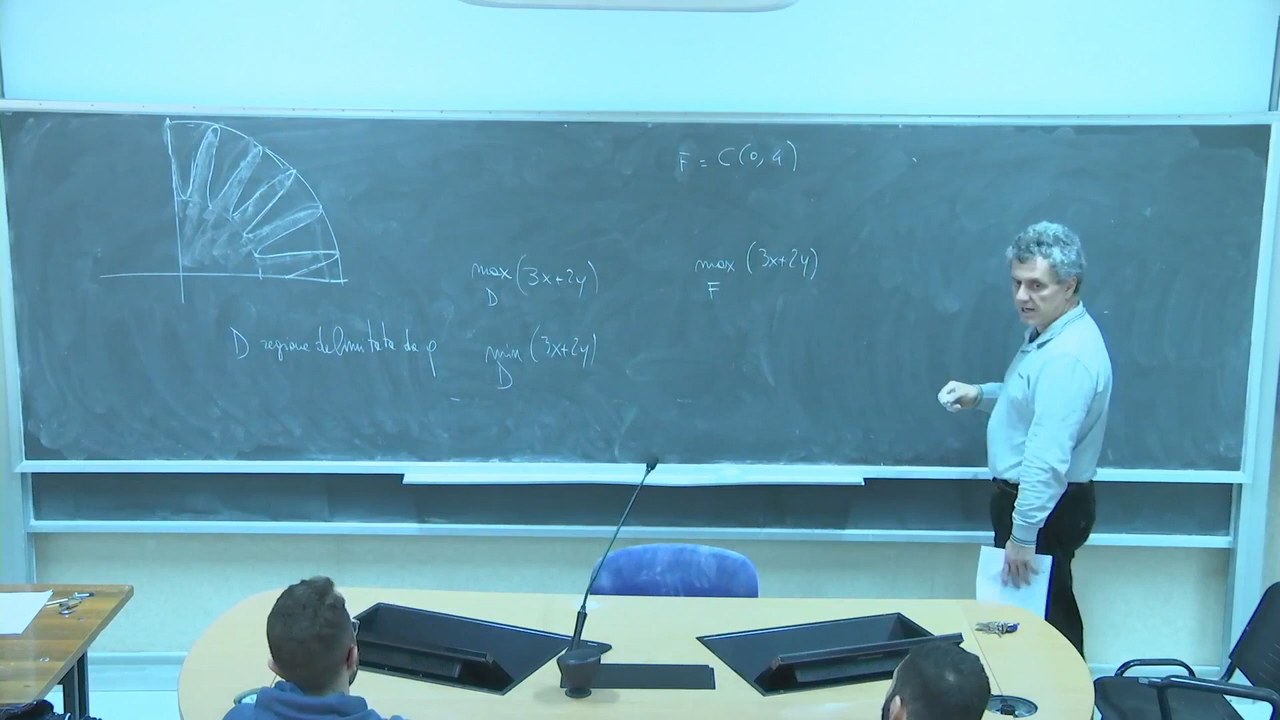 F = C(0, 4)
max (3x+2y)
D
max (3x+2y)
F
D regione delimitata da φ
min (3x+2y)
D